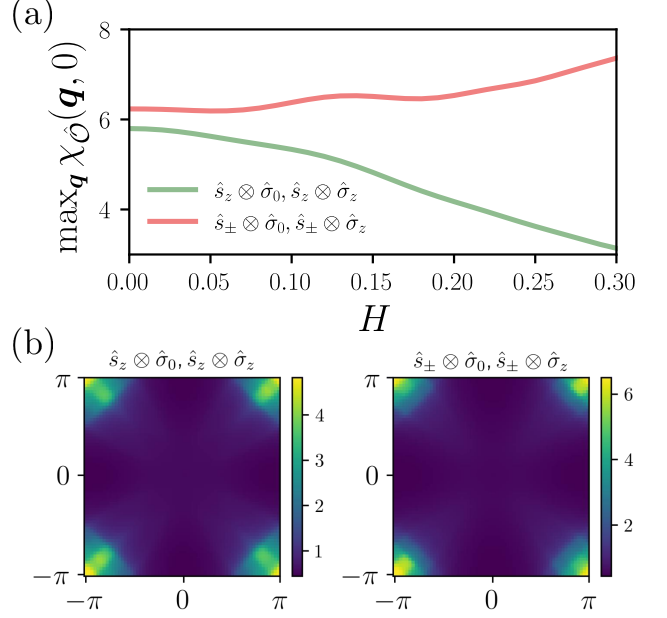 (a)
max_𝒒 χ_Ô(𝒒, 0)
8
6
4
ŝ_z ⊗ σ̂_0, ŝ_z ⊗ σ̂_z
ŝ_± ⊗ σ̂_0, ŝ_± ⊗ σ̂_z
0.00 0.05 0.10 0.15 0.20 0.25 0.30
H
(b)
ŝ_z ⊗ σ̂_0, ŝ_z ⊗ σ̂_z
π
0
−π
−π 0 π
4
3
2
1
ŝ_± ⊗ σ̂_0, ŝ_± ⊗ σ̂_z
π
0
−π
−π 0 π
6
4
2